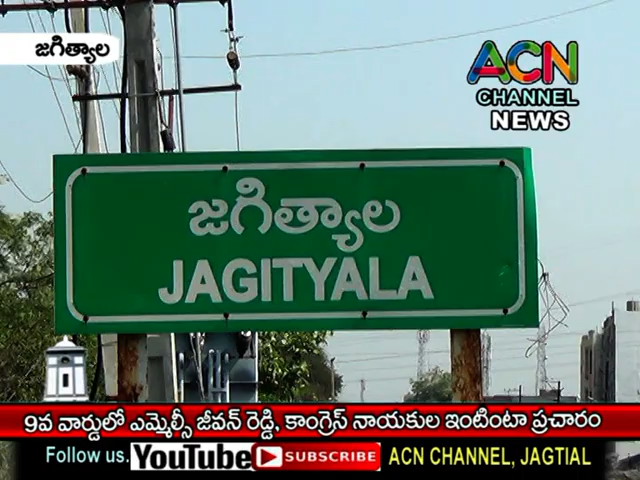 జగిత్యాల
ACN
CHANNEL
NEWS
జగిత్యాల
JAGITYALA
9వ వార్డులో ఎమ్మెల్సీ జీవన్ రెడ్డి, కాంగ్రెస్ నాయకుల ఇంటింటా ప్రచారం
Follow us. YouTube SUBSCRIBE ACN CHANNEL, JAGTIAL